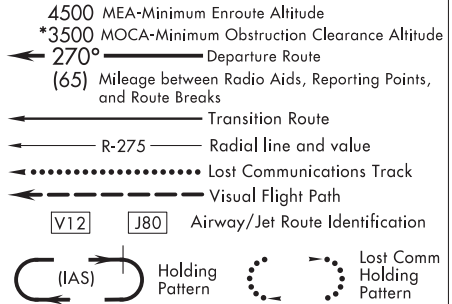 4500 MEA-Minimum Enroute Altitude
*3500 MOCA-Minimum Obstruction Clearance Altitude
270° Departure Route
(65) Mileage between Radio Aids, Reporting Points,
and Route Breaks
Transition Route
R-275 Radial line and value
Lost Communications Track
Visual Flight Path
V12 J80 Airway/Jet Route Identification
(IAS) Holding
Pattern
Lost Comm
Holding
Pattern